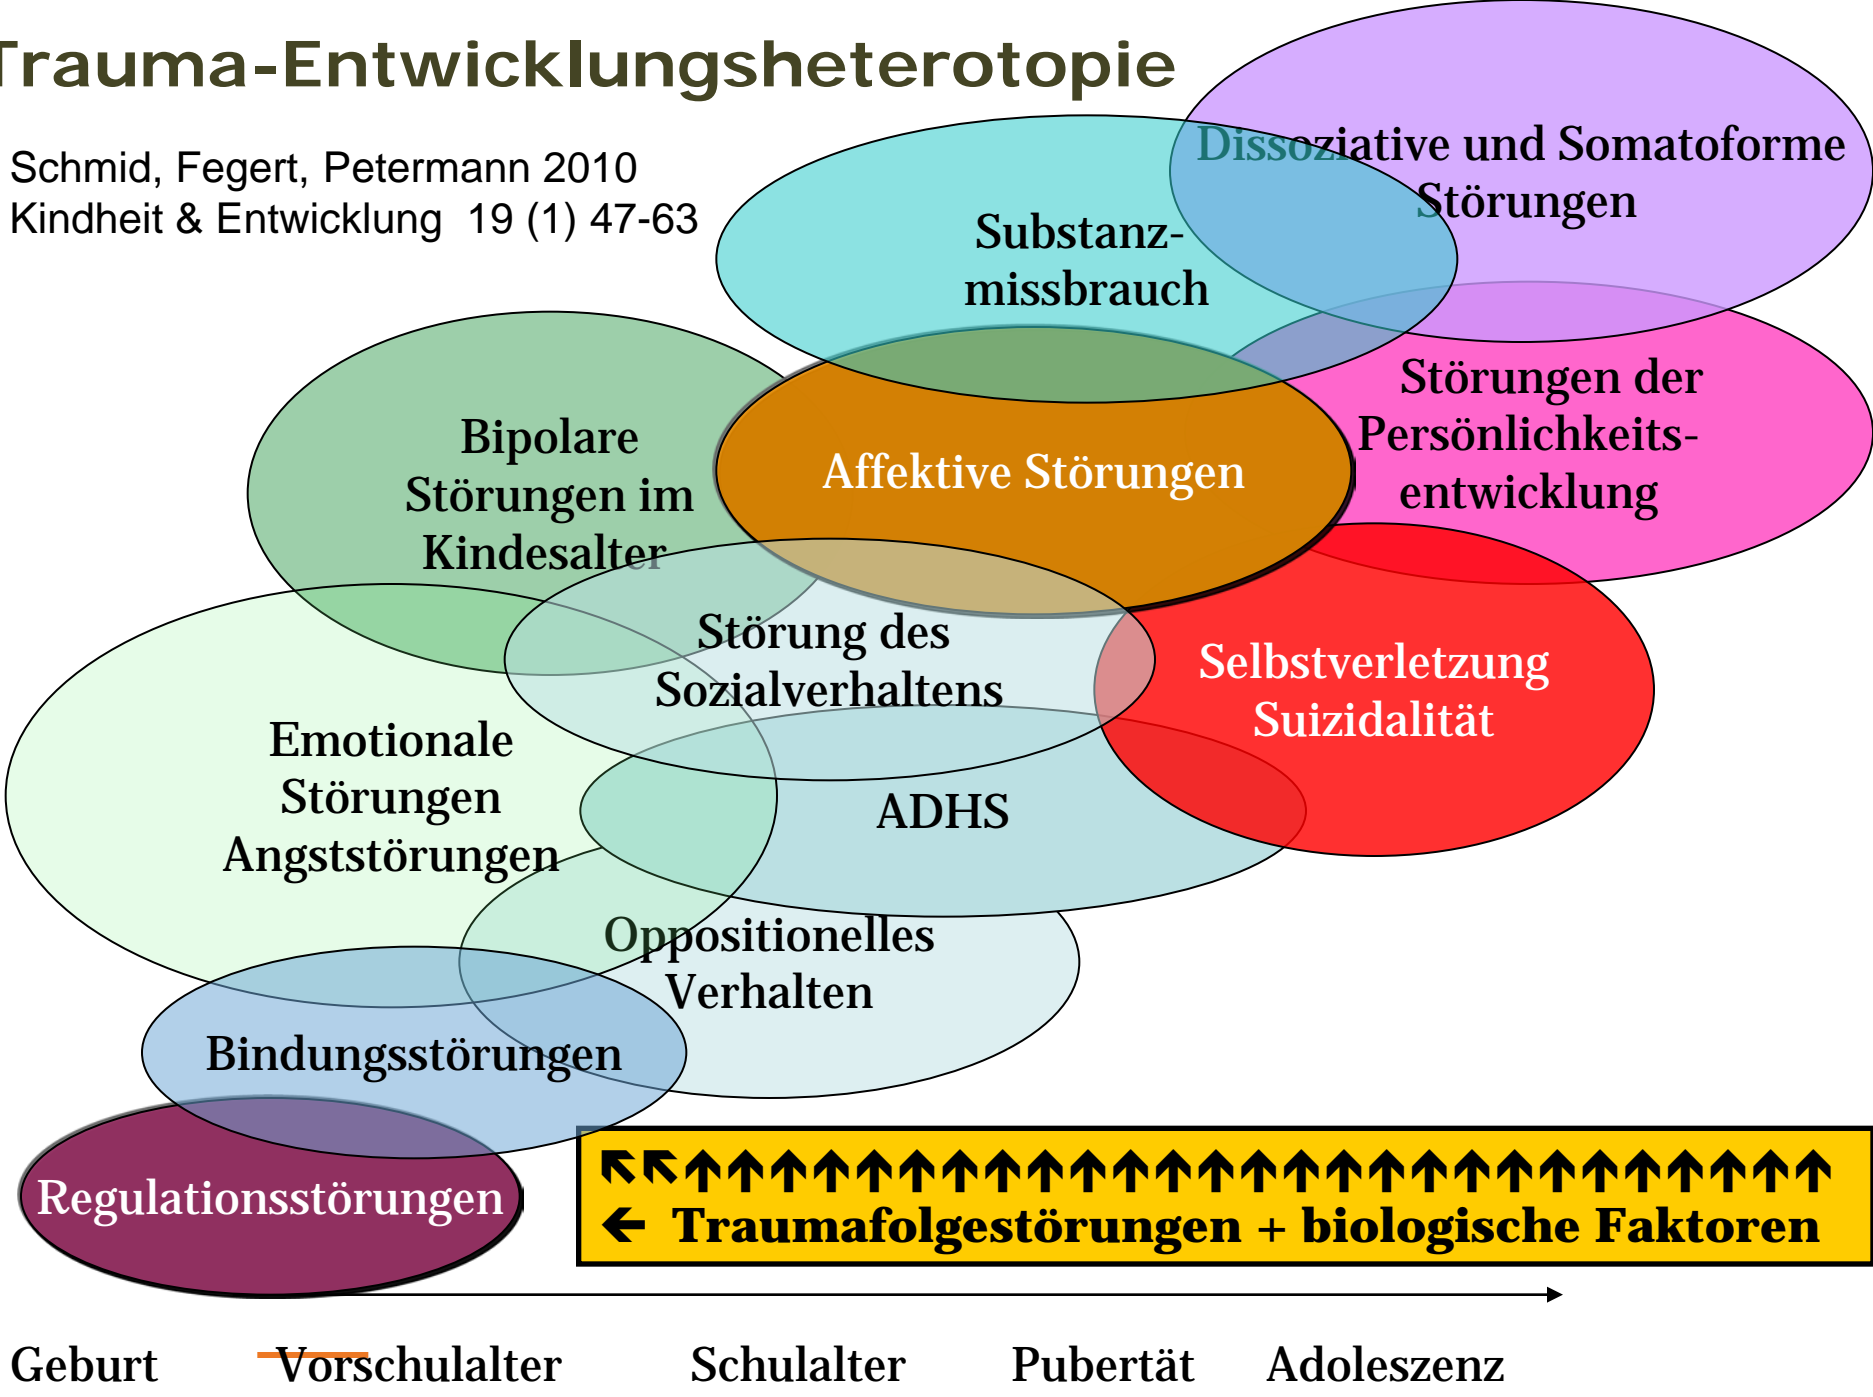 Trauma-Entwicklungsheterotopie
Schmid, Fegert, Petermann 2010
Kindheit & Entwicklung 19 (1) 47-63
Dissoziative und Somatoforme
Störungen
Substanz-
missbrauch
Störungen der
Persönlichkeits-
entwicklung
Bipolare
Störungen im
Kindesalter
Affektive Störungen
Störung des
Sozialverhaltens
Selbstverletzung
Suizidalität
Emotionale
Störungen
Angststörungen
ADHS
Oppositionelles
Verhalten
Bindungsstörungen
Regulationsstörungen
↖↖↑↑↑↑↑↑↑↑↑↑↑↑↑↑↑↑↑↑↑↑↑↑↑↑↑↑↑
← Traumafolgestörungen + biologische Faktoren
Geburt Vorschulalter Schulalter Pubertät Adoleszenz